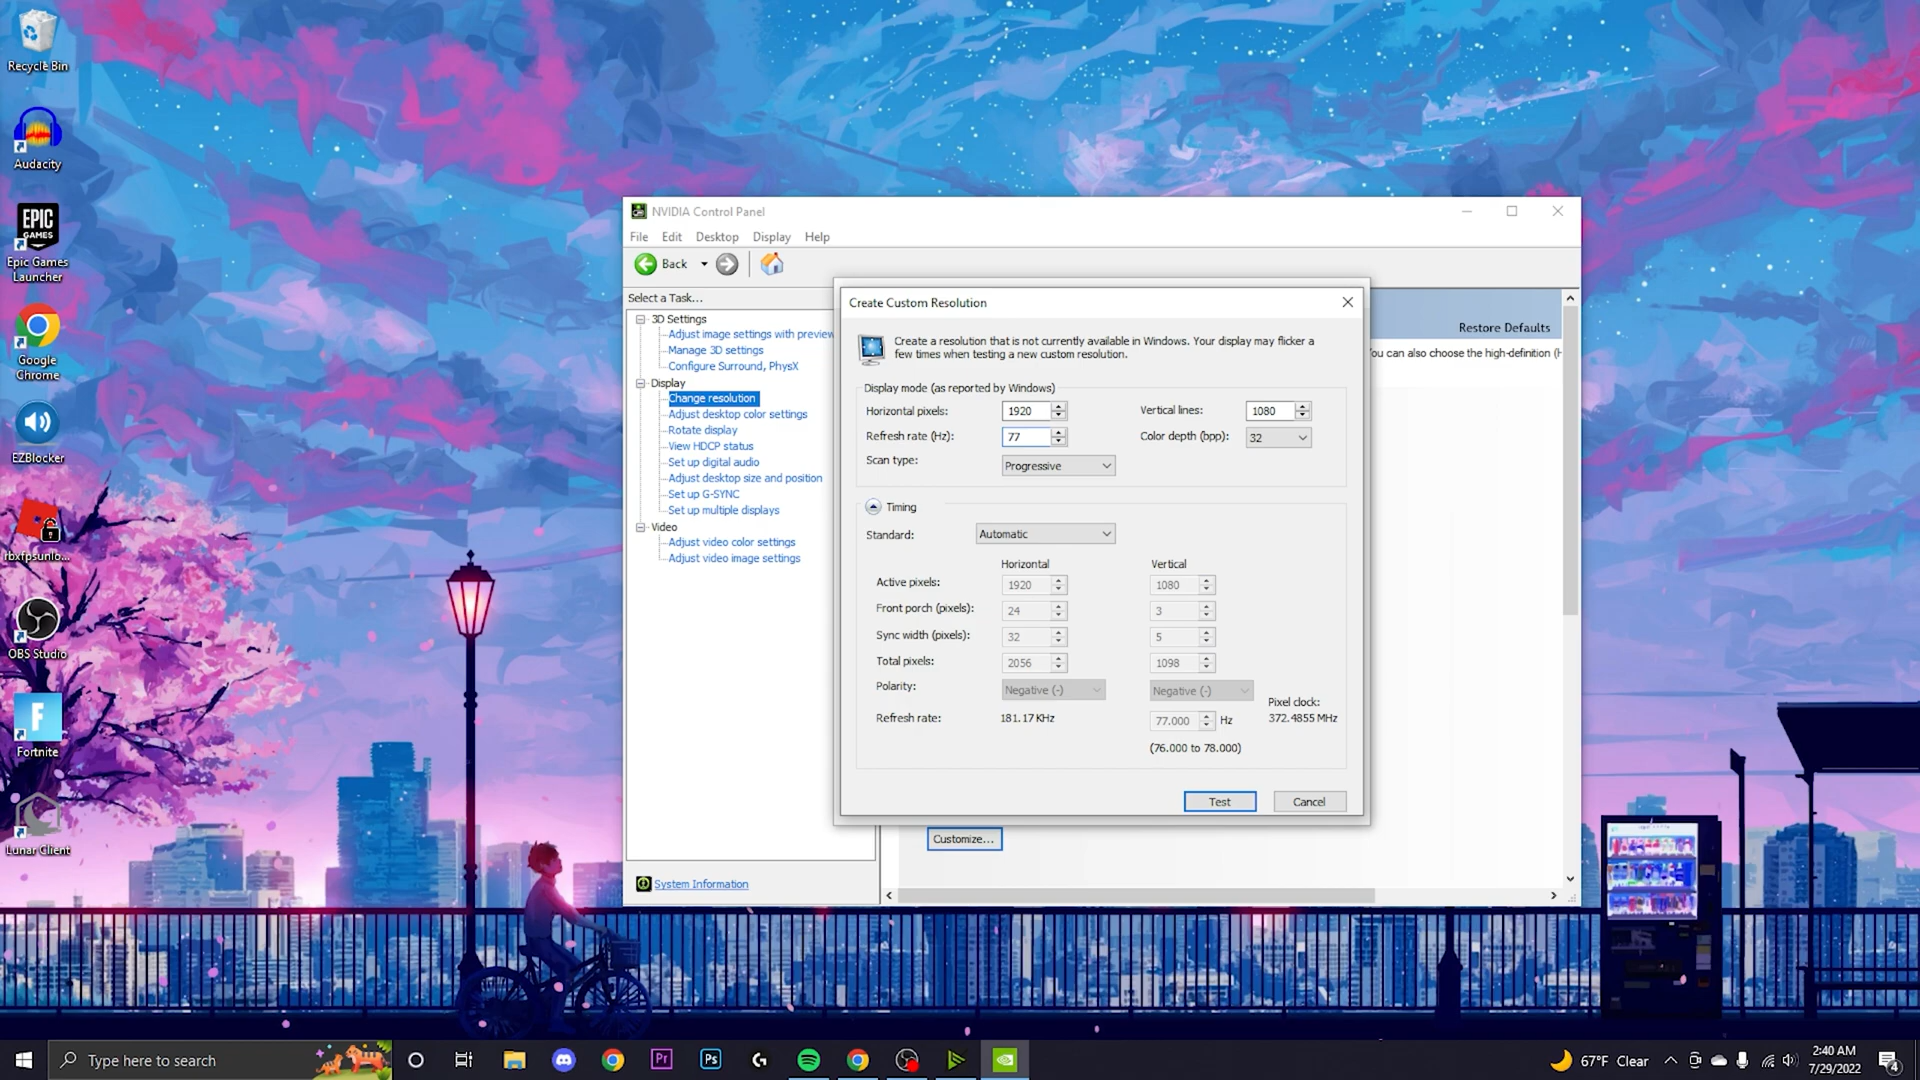 Recycle Bin
Audacity
EPIC
GAMES
Epic Games
Launcher
Google
Chrome
EZBlocker
rbxfpsunlo...
OBS Studio
F
Fortnite
Lunar Client
NVIDIA Control Panel
File Edit Desktop Display Help
Back
Select a Task...
3D Settings
Adjust image settings with preview
Manage 3D settings
Configure Surround, PhysX
Display
Change resolution
Adjust desktop color settings
Rotate display
View HDCP status
Set up digital audio
Adjust desktop size and position
Set up G-SYNC
Set up multiple displays
Video
Adjust video color settings
Adjust video image settings
System Information
Restore Defaults
You can also choose the high-definition (H
Create Custom Resolution
Create a resolution that is not currently available in Windows. Your display may flicker a
few times when testing a new custom resolution.
Display mode (as reported by Windows)
Horizontal pixels: 1920 Vertical lines: 1080
Refresh rate (Hz): 77 Color depth (bpp): 32
Scan type: Progressive
Timing
Standard: Automatic
Horizontal Vertical
Active pixels: 1920 1080
Front porch (pixels): 24 3
Sync width (pixels): 32 5
Total pixels: 2056 1098
Polarity: Negative (-) Negative (-)
Pixel clock:
Refresh rate: 181.17 KHz 77.000 Hz 372.4855 MHz
(76.000 to 78.000)
Test Cancel
Customize...
Type here to search
Pr
Ps
67°F Clear
2:40 AM
7/29/2022
4